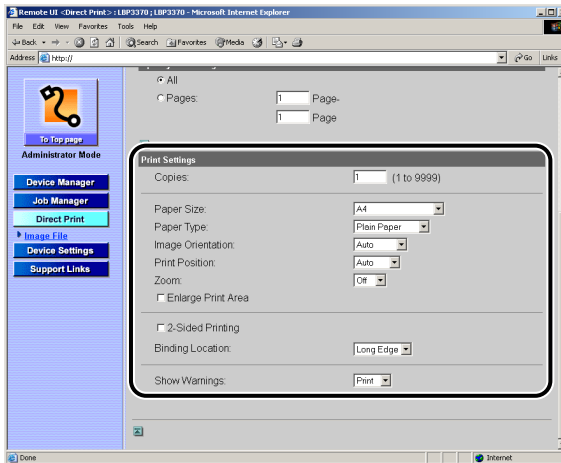 Remote UI <Direct Print> : LBP3370 ; LBP3370 - Microsoft Internet Explorer
File Edit View Favorites Tools Help
Back Search Favorites Media
Address http:// Go Links
All
Pages: 1 Page-
1 Page
To Top page
Administrator Mode
Device Manager
Job Manager
Direct Print
Image File
Device Settings
Support Links
Print Settings
Copies: 1 (1 to 9999)
Paper Size: A4
Paper Type: Plain Paper
Image Orientation: Auto
Print Position: Auto
Zoom: Off
Enlarge Print Area
2-Sided Printing
Binding Location: Long Edge
Show Warnings: Print
Done Internet